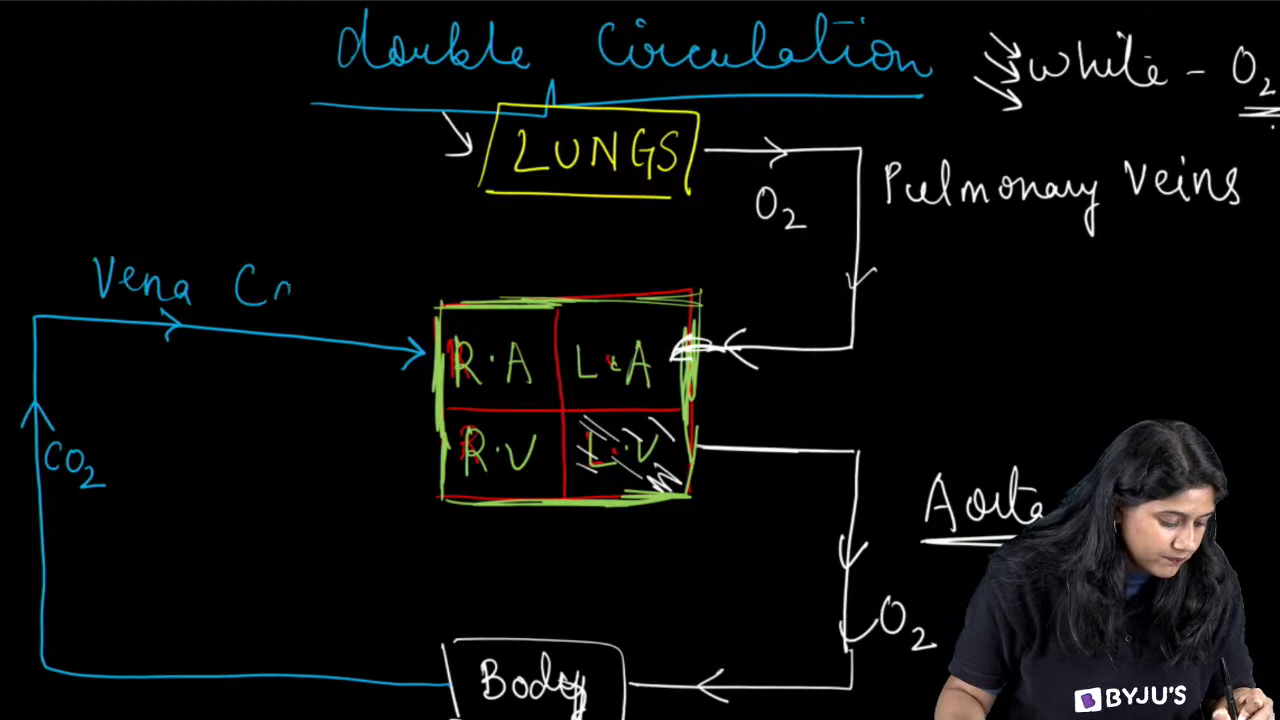 double Circulation
white - O2
LUNGS
O2
Pulmonary Veins
Vena
R.A
L.A
R.V
L.V
CO2
Aorta
O2
Body
BYJU'S